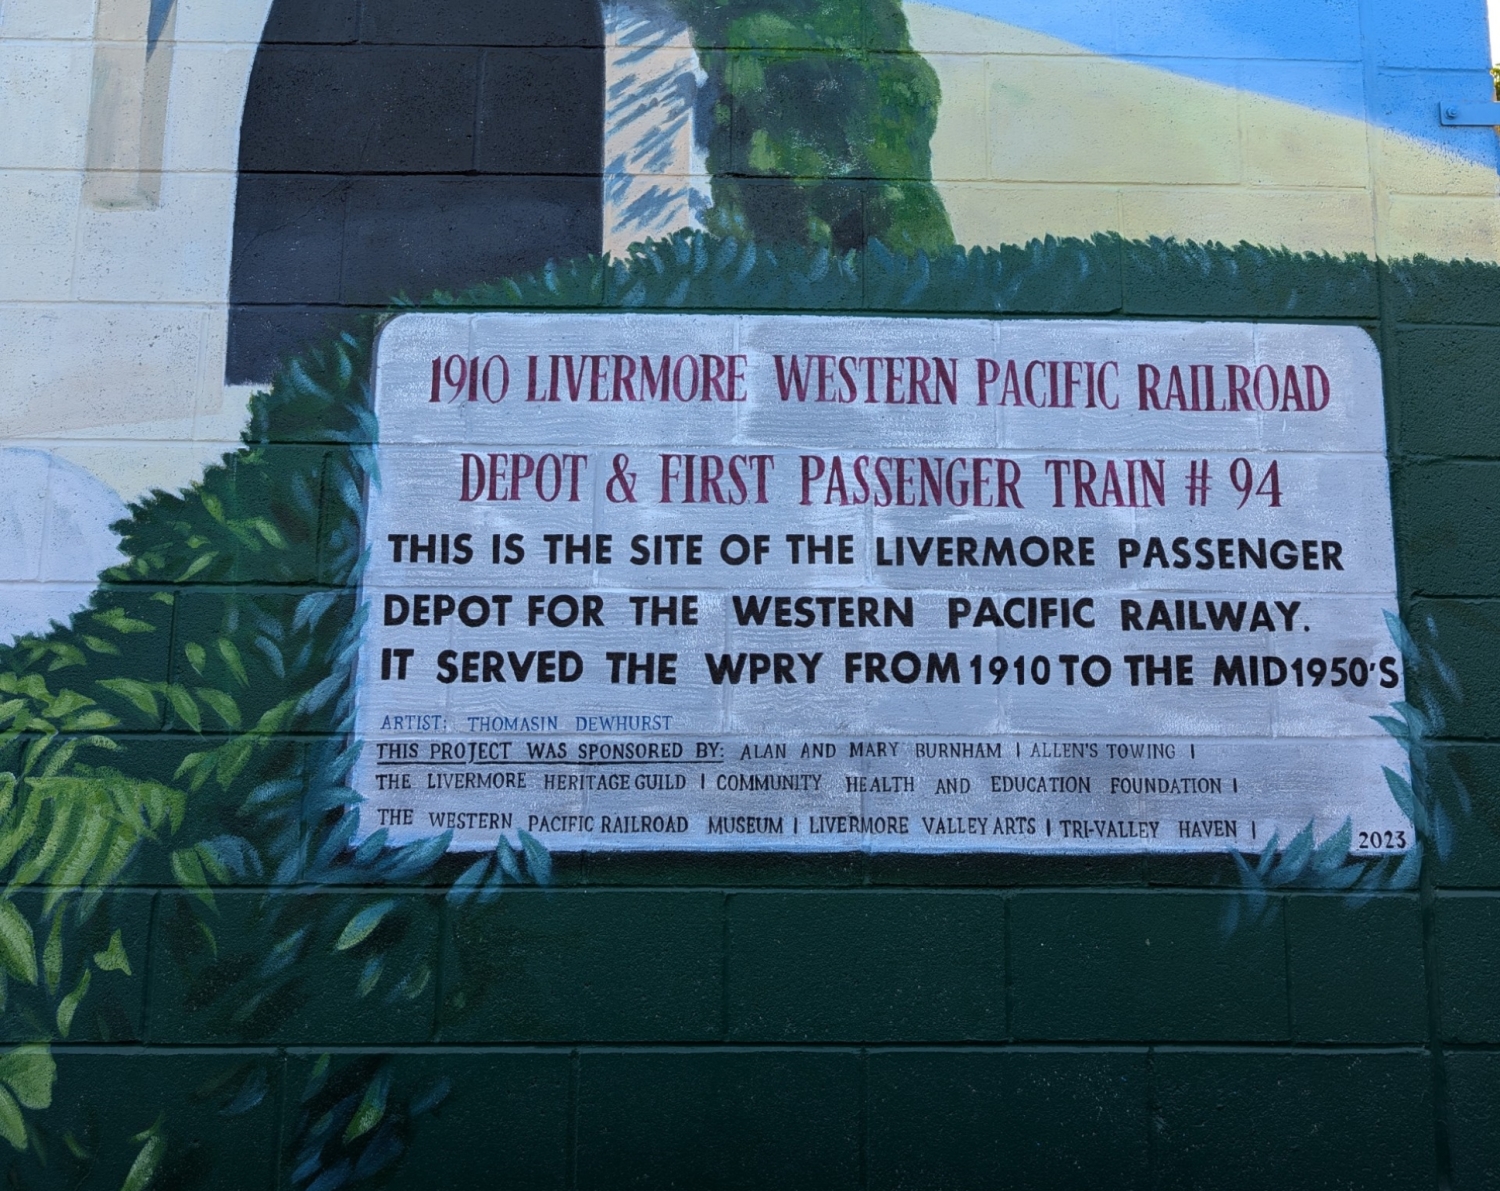 1910 LIVERMORE WESTERN PACIFIC RAILROAD
DEPOT & FIRST PASSENGER TRAIN # 94
THIS IS THE SITE OF THE LIVERMORE PASSENGER
DEPOT FOR THE WESTERN PACIFIC RAILWAY.
IT SERVED THE WPRY FROM 1910 TO THE MID 1950'S
ARTIST: THOMASIN DEWHURST
THIS PROJECT WAS SPONSORED BY: ALAN AND MARY BURNHAM | ALLEN'S TOWING |
THE LIVERMORE HERITAGE GUILD | COMMUNITY HEALTH AND EDUCATION FOUNDATION |
THE WESTERN PACIFIC RAILROAD MUSEUM | LIVERMORE VALLEY ARTS | TRI-VALLEY HAVEN |
2023